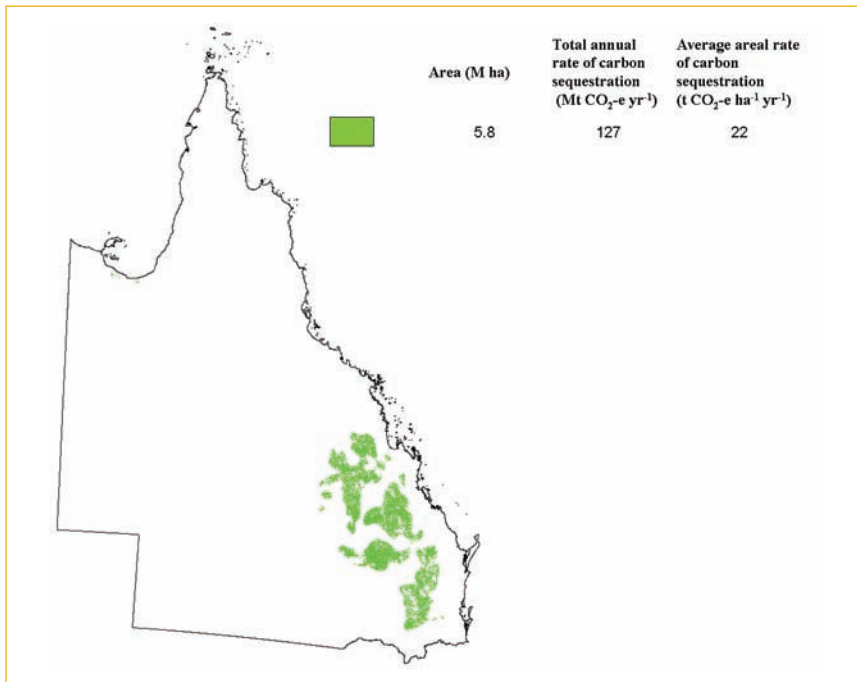 Area (M ha)
Total annual
rate of carbon
sequestration
(Mt CO₂-e yr⁻¹)
Average areal rate
of carbon
sequestration
(t CO₂-e ha⁻¹ yr⁻¹)
5.8
127
22